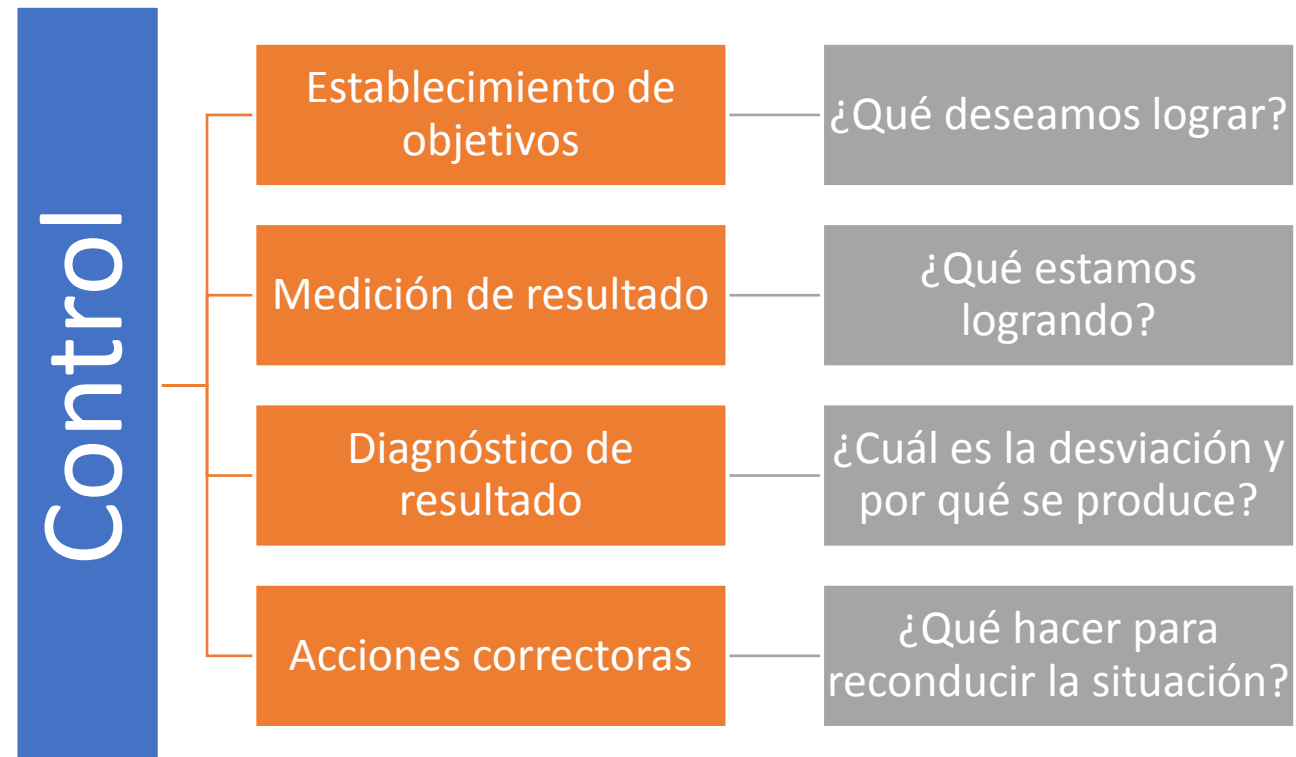 Control
Establecimiento de
objetivos
¿Qué deseamos lograr?
Medición de resultado
¿Qué estamos
logrando?
Diagnóstico de
resultado
¿Cuál es la desviación y
por qué se produce?
Acciones correctoras
¿Qué hacer para
reconducir la situación?